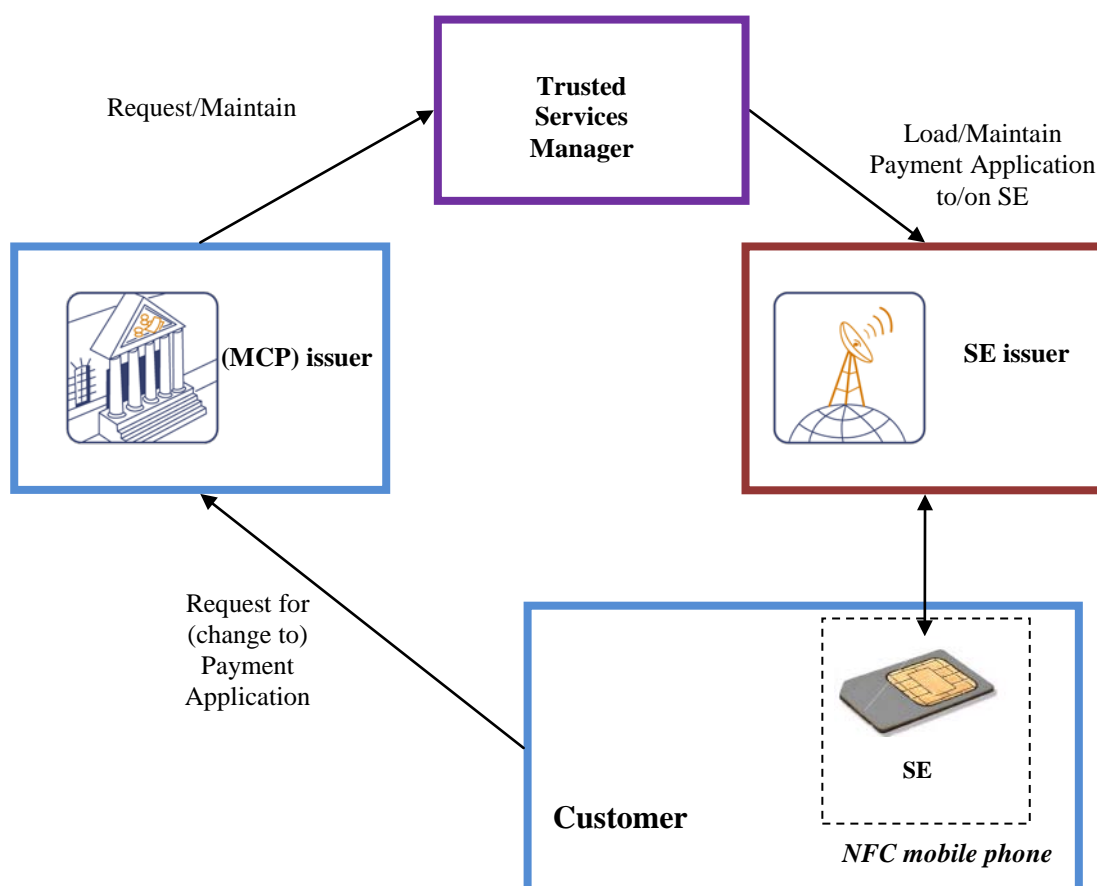 Trusted
Services
Manager
Request/Maintain
Load/Maintain
Payment Application
to/on SE
(MCP) issuer
SE issuer
Request for
(change to)
Payment
Application
SE
Customer
NFC mobile phone